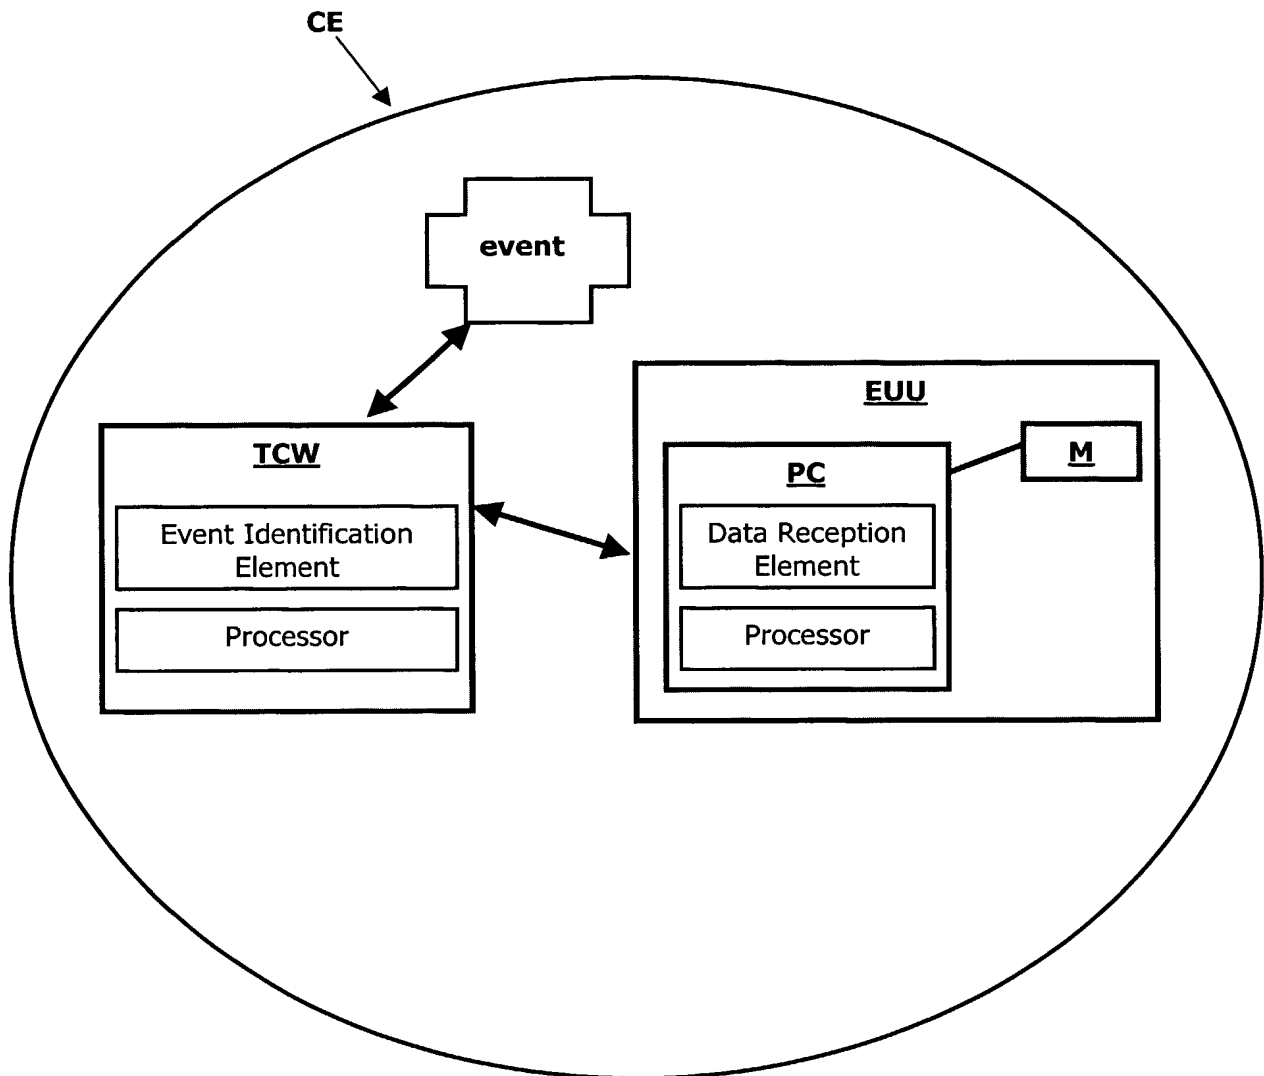 CE
event
EUU
TCW
M
PC
Event Identification
Element
Data Reception
Element
Processor
Processor